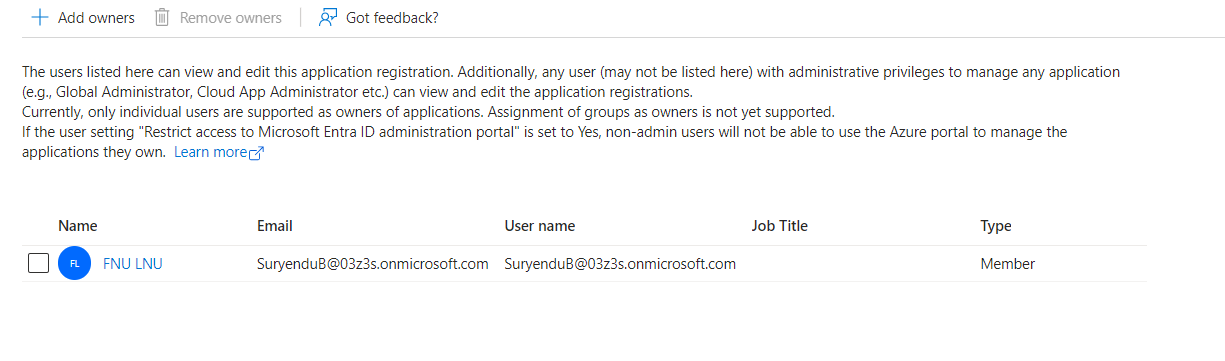 Add owners Remove owners Got feedback?
The users listed here can view and edit this application registration. Additionally, any user (may not be listed here) with administrative privileges to manage any application
(e.g., Global Administrator, Cloud App Administrator etc.) can view and edit the application registrations.
Currently, only individual users are supported as owners of applications. Assignment of groups as owners is not yet supported.
If the user setting "Restrict access to Microsoft Entra ID administration portal" is set to Yes, non-admin users will not be able to use the Azure portal to manage the
applications they own. Learn more
Name Email User name Job Title Type
FL FNU LNU SuryenduB@03z3s.onmicrosoft.com SuryenduB@03z3s.onmicrosoft.com Member